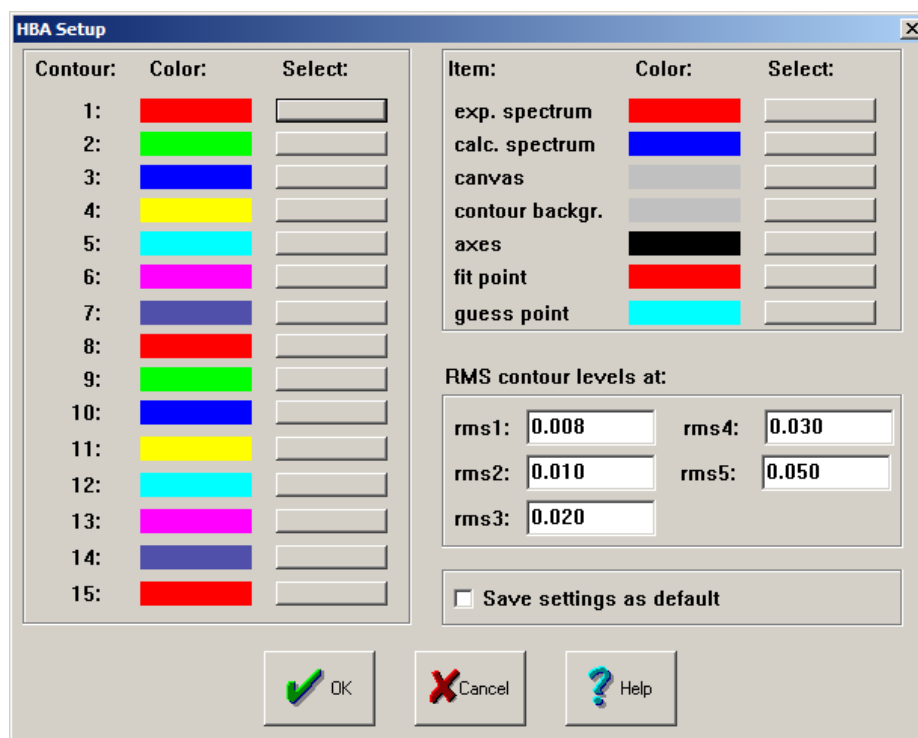 HBA Setup
Contour: Color: Select:
1:
2:
3:
4:
5:
6:
7:
8:
9:
10:
11:
12:
13:
14:
15:
Item: Color: Select:
exp. spectrum
calc. spectrum
canvas
contour backgr.
axes
fit point
guess point
RMS contour levels at:
rms1: 0.008 rms4: 0.030
rms2: 0.010 rms5: 0.050
rms3: 0.020
Save settings as default
OK Cancel Help